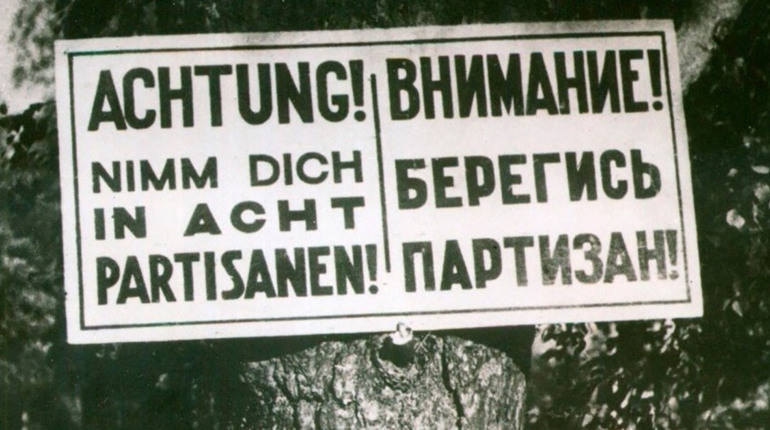 ACHTUNG!
NIMM DICH
IN ACHT
PARTISANEN!
ВНИМАНИЕ!
БЕРЕГИСЬ
ПАРТИЗАН!